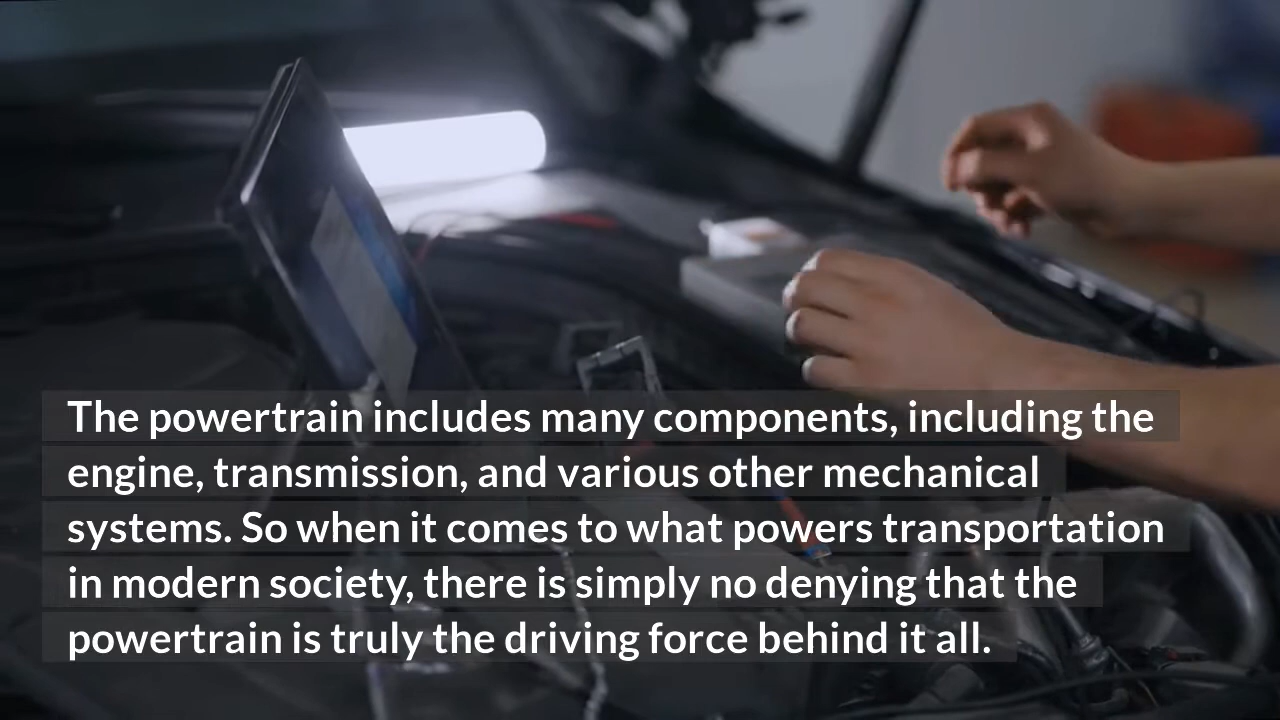 The powertrain includes many components, including the
engine, transmission, and various other mechanical
systems. So when it comes to what powers transportation
in modern society, there is simply no denying that the
powertrain is truly the driving force behind it all.